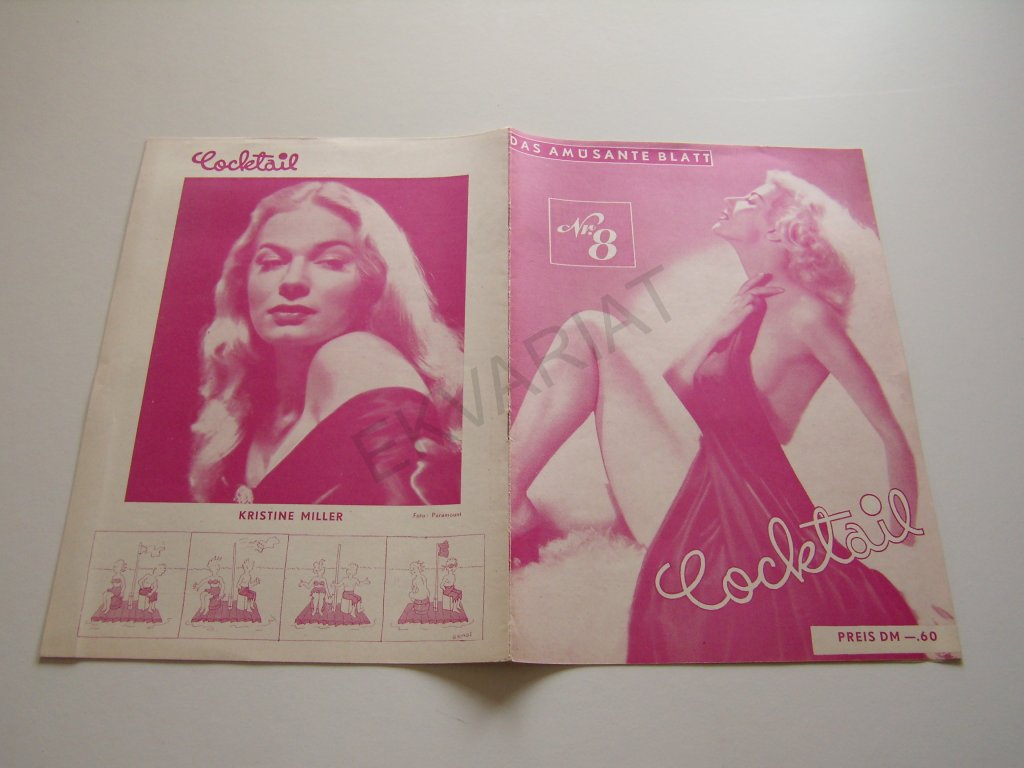 Cocktail
KRISTINE MILLER
Foto: Paramount
DAS AMÜSANTE BLATT
Nr. 8
Cocktail
PREIS DM —.60
EKVARIAT